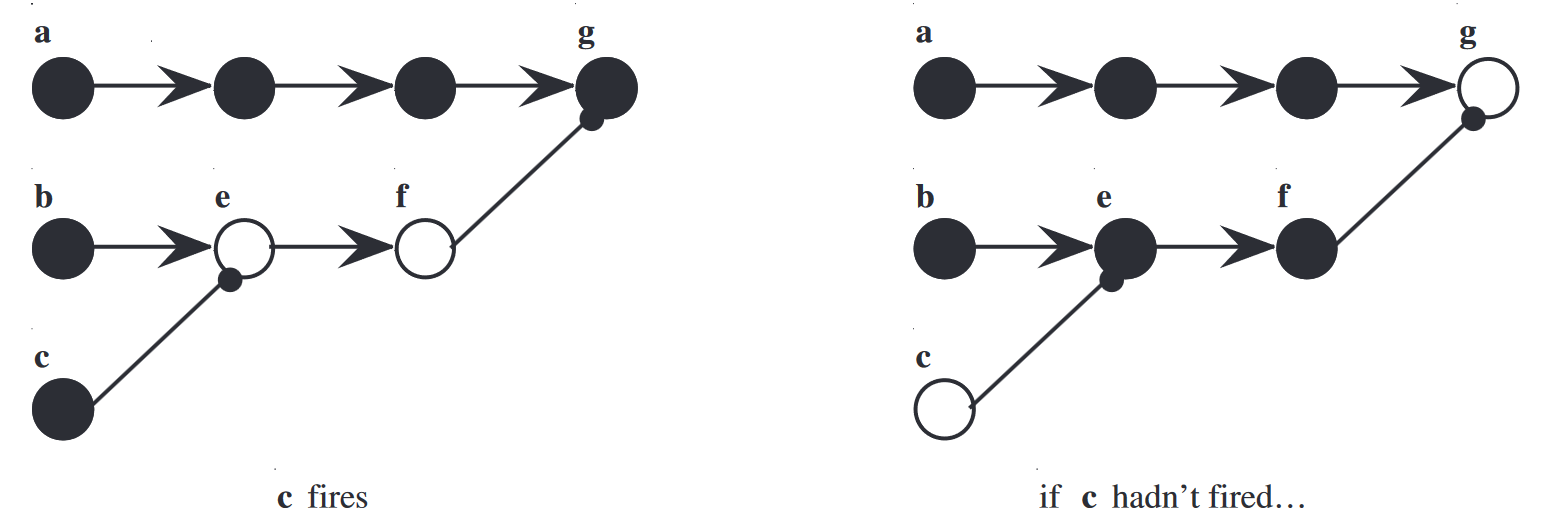 a g a g
b e f b e f
c c
c fires if c hadn't fired…